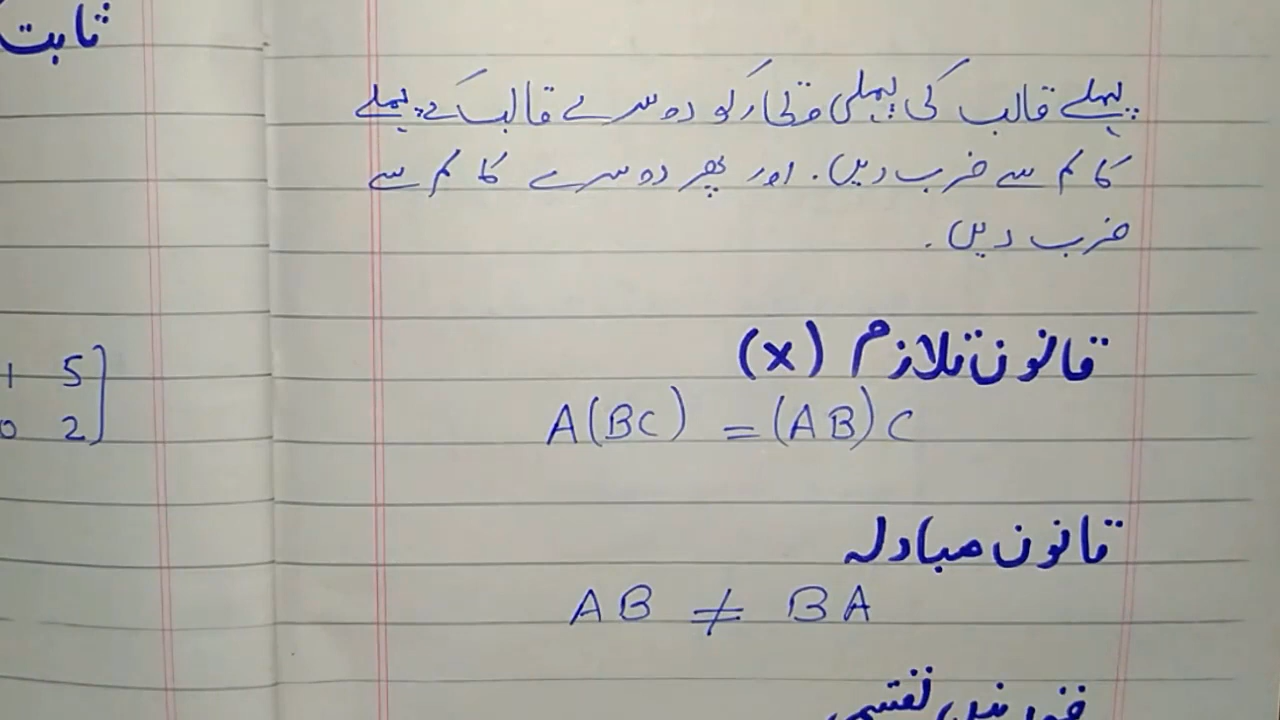 پہلے قالب کی پہلی قطار کو دوسرے قالب کے پہلے
کالم سے ضرب دیں. اور پھر دوسرے کالم سے
ضرب دیں.
قانون تلازم (x)
A(BC) = (AB)C
قانون مبادلہ
AB ≠ BA
ثابت
5
0 2